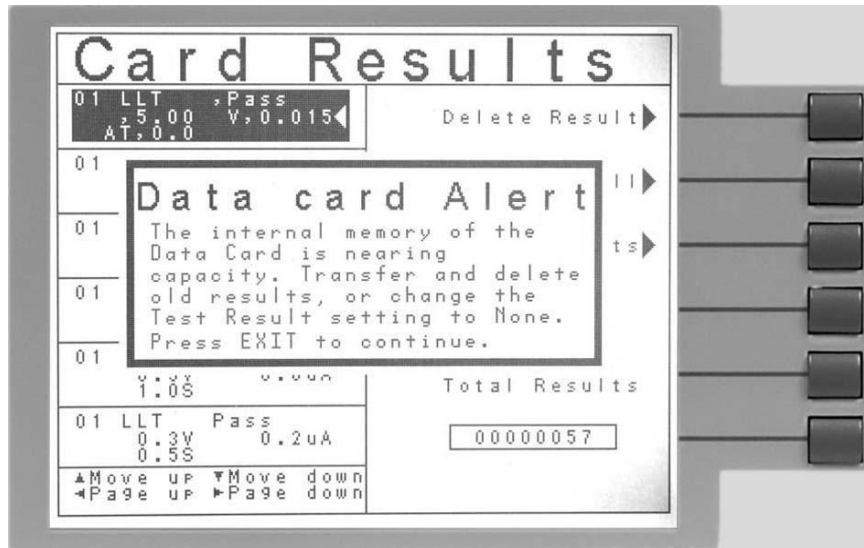 Card Results
01 LLT ,Pass
,5.00 V,0.015
AT,0.0
Delete Result
01
ll
01
ts
01
01
Data card Alert
The internal memory of the
Data Card is nearing
capacity. Transfer and delete
old results, or change the
Test Result setting to None.
Press EXIT to continue.
1.0S
Total Results
01 LLT Pass
0.3V 0.2uA
0.5S
00000057
Move up Move down
Page up Page down